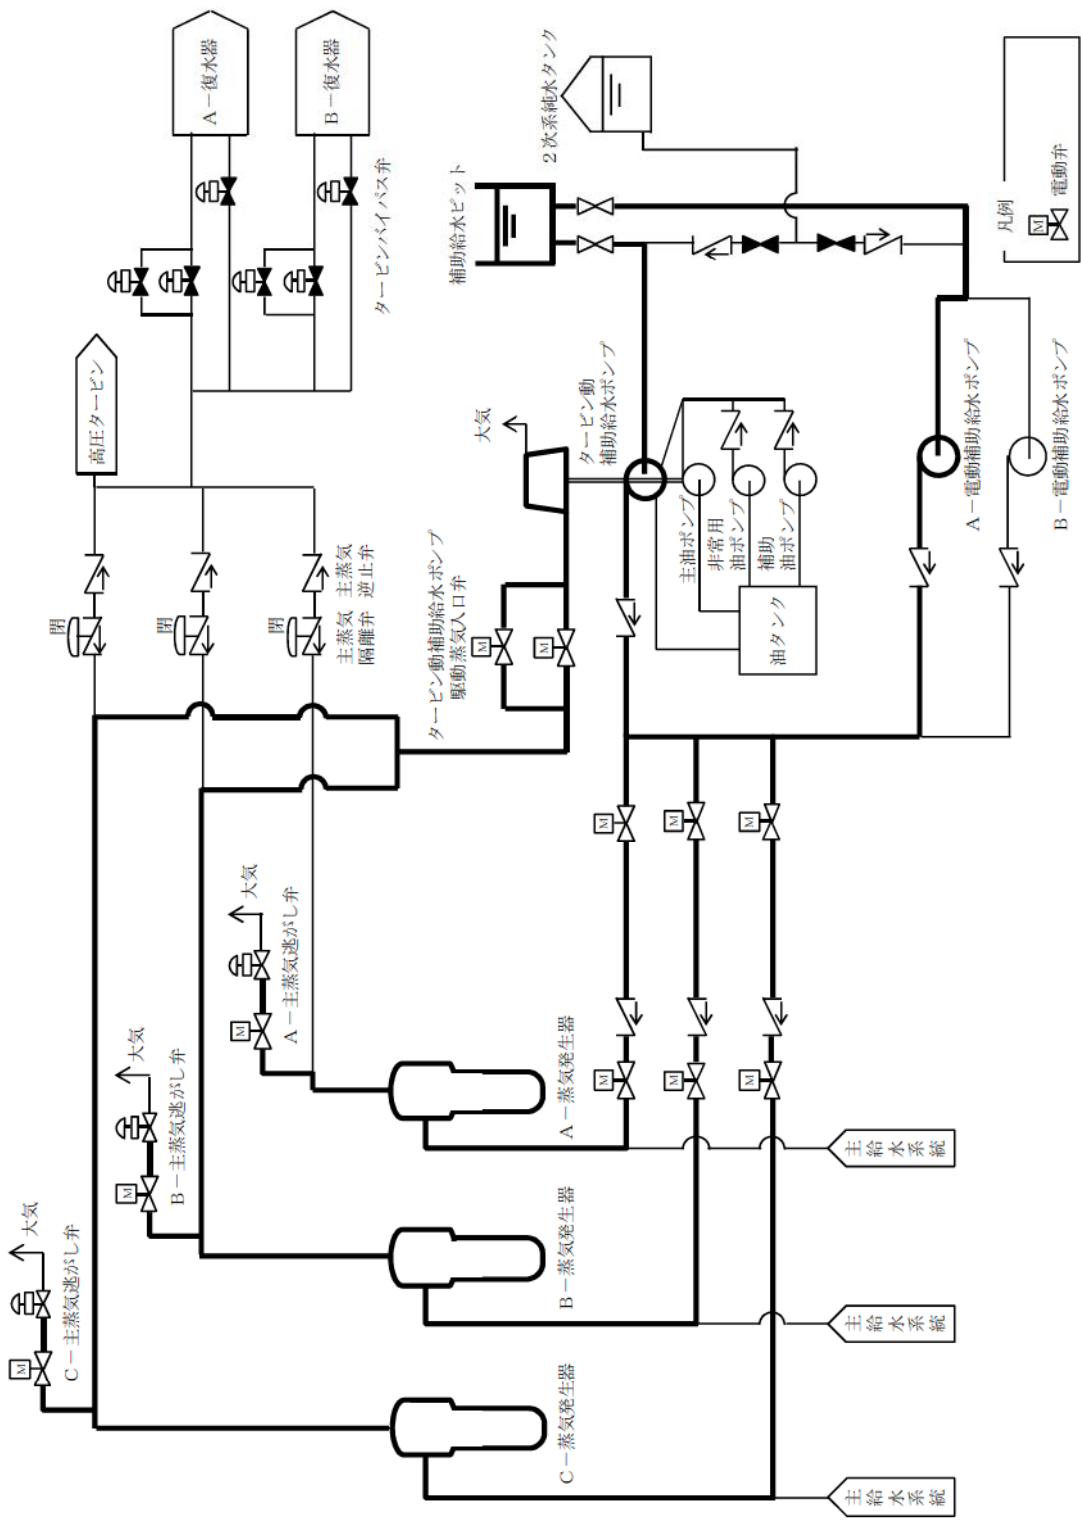 C－主蒸気逃がし弁
大気
M
B－主蒸気逃がし弁
大気
M
A－主蒸気逃がし弁
大気
M
閉
閉
閉
主蒸気
隔離弁
主蒸気
逆止弁
高圧タービン
A－復水器
B－復水器
タービンバイパス弁
C－蒸気発生器
B－蒸気発生器
A－蒸気発生器
タービン動補助給水ポンプ
駆動蒸気入口弁
M
M
大気
タービン動
補助給水ポンプ
補助給水ピット
2次系純水タンク
M
M
M
M
M
M
主油ポンプ
非常用
油ポンプ
補助
油ポンプ
油タンク
主給水系統
主給水系統
主給水系統
A－電動補助給水ポンプ
B－電動補助給水ポンプ
凡例
M
電動弁